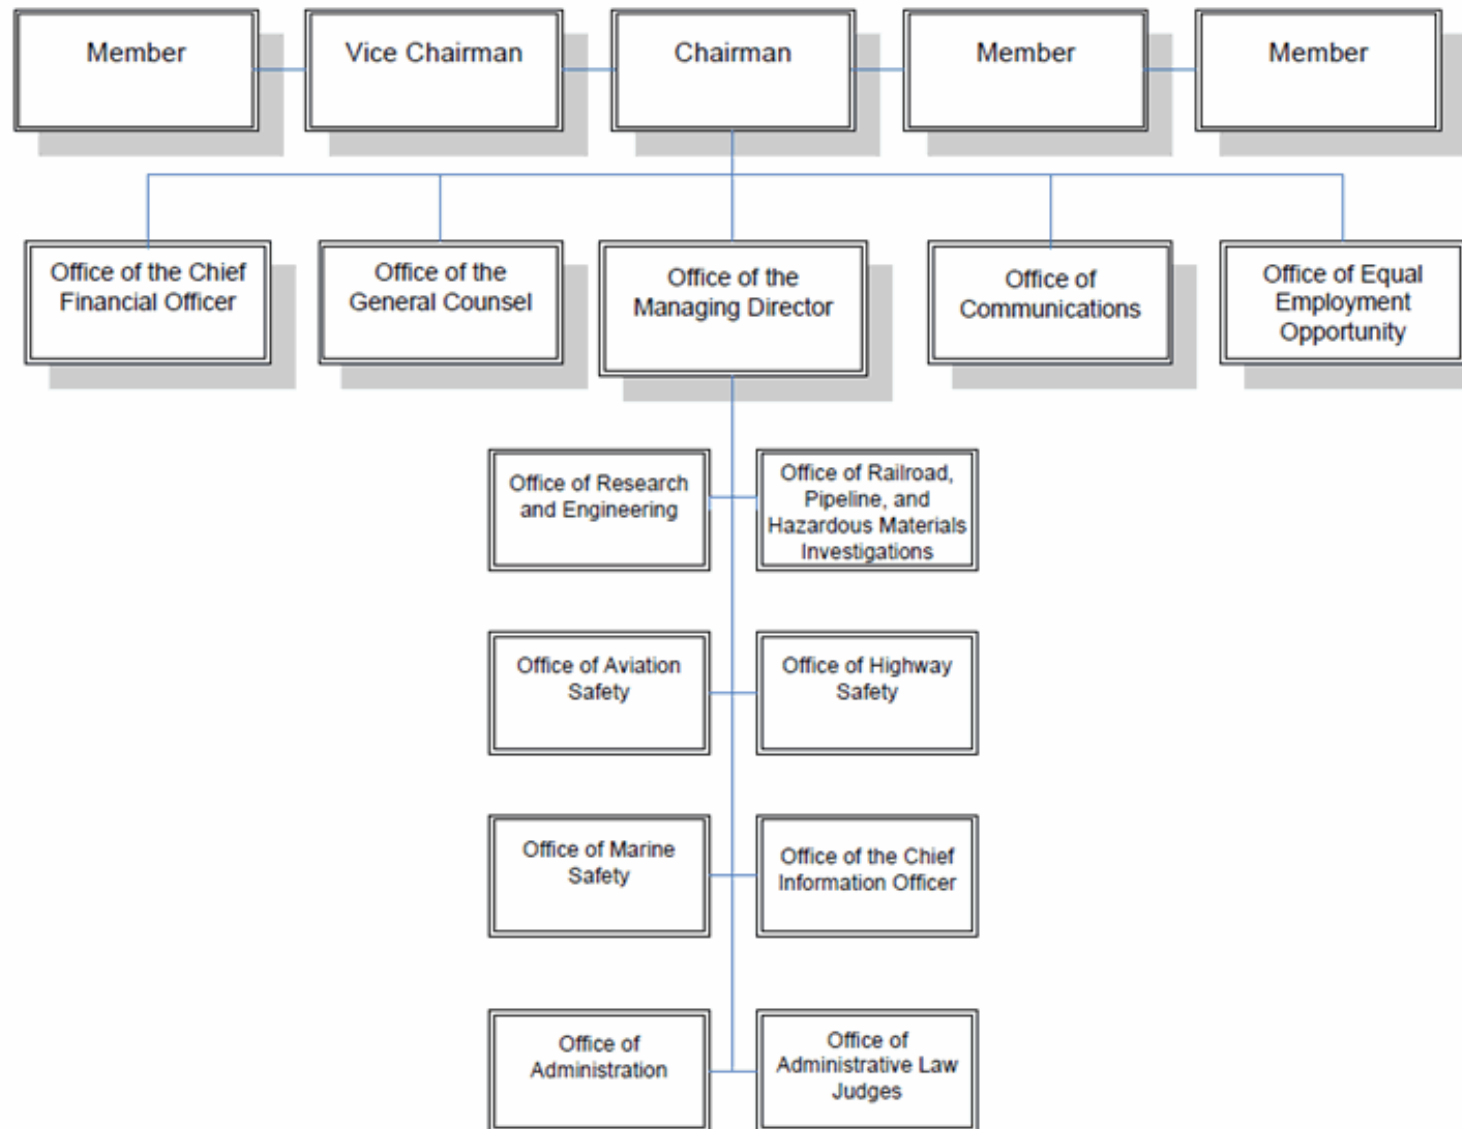 Member
Vice Chairman
Chairman
Member
Member
Office of the Chief
Financial Officer
Office of the
General Counsel
Office of the
Managing Director
Office of
Communications
Office of Equal
Employment
Opportunity
Office of Research
and Engineering
Office of Railroad,
Pipeline, and
Hazardous Materials
Investigations
Office of Aviation
Safety
Office of Highway
Safety
Office of Marine
Safety
Office of the Chief
Information Officer
Office of
Administration
Office of
Administrative Law
Judges